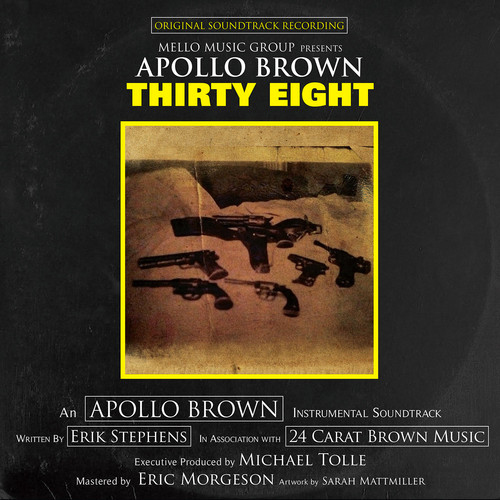 ORIGINAL SOUNDTRACK RECORDING
MELLO MUSIC GROUP PRESENTS
APOLLO BROWN
THIRTY EIGHT
An APOLLO BROWN INSTRUMENTAL SOUNDTRACK
WRITTEN BY ERIK STEPHENS IN ASSOCIATION WITH 24 CARAT BROWN MUSIC
Executive Produced by MICHAEL TOLLE
Mastered by ERIC MORGESON Artwork by SARAH MATTMILLER